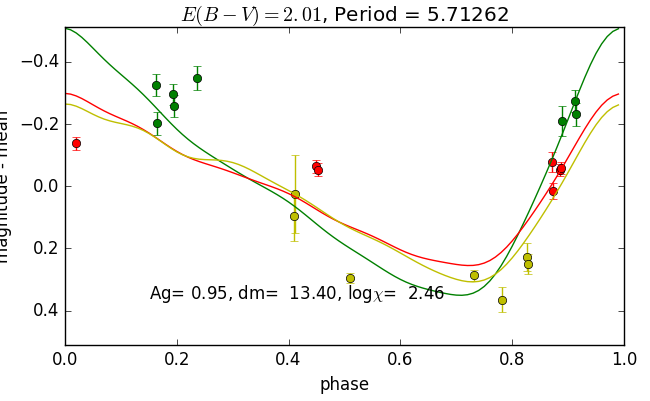 E(B − V) = 2.01, Period = 5.71262
magnitude - mean
−0.4
−0.2
0.0
0.2
0.4
Ag= 0.95, dm= 13.40, logχ= 2.46
0.0 0.2 0.4 0.6 0.8 1.0
phase